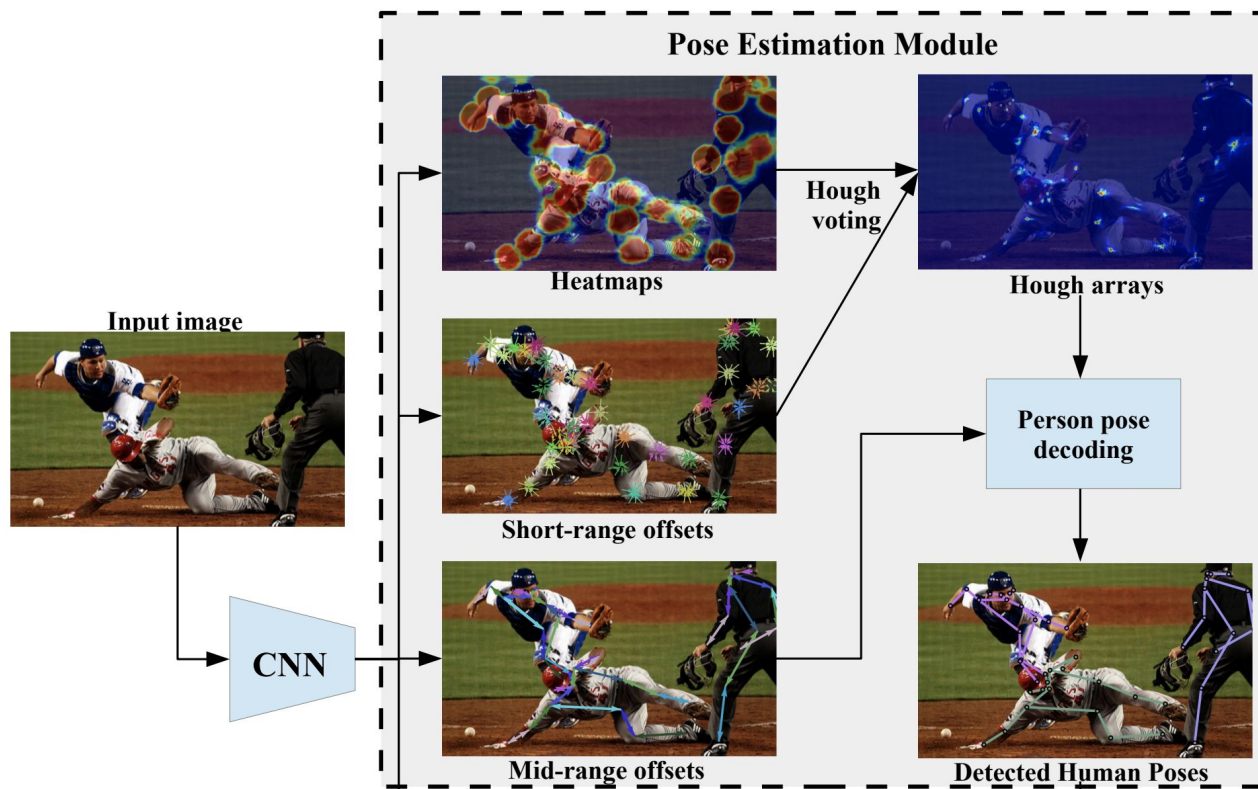 Pose Estimation Module
Heatmaps
Hough
voting
Hough arrays
Input image
Short-range offsets
Person pose
decoding
CNN
Mid-range offsets
Detected Human Poses